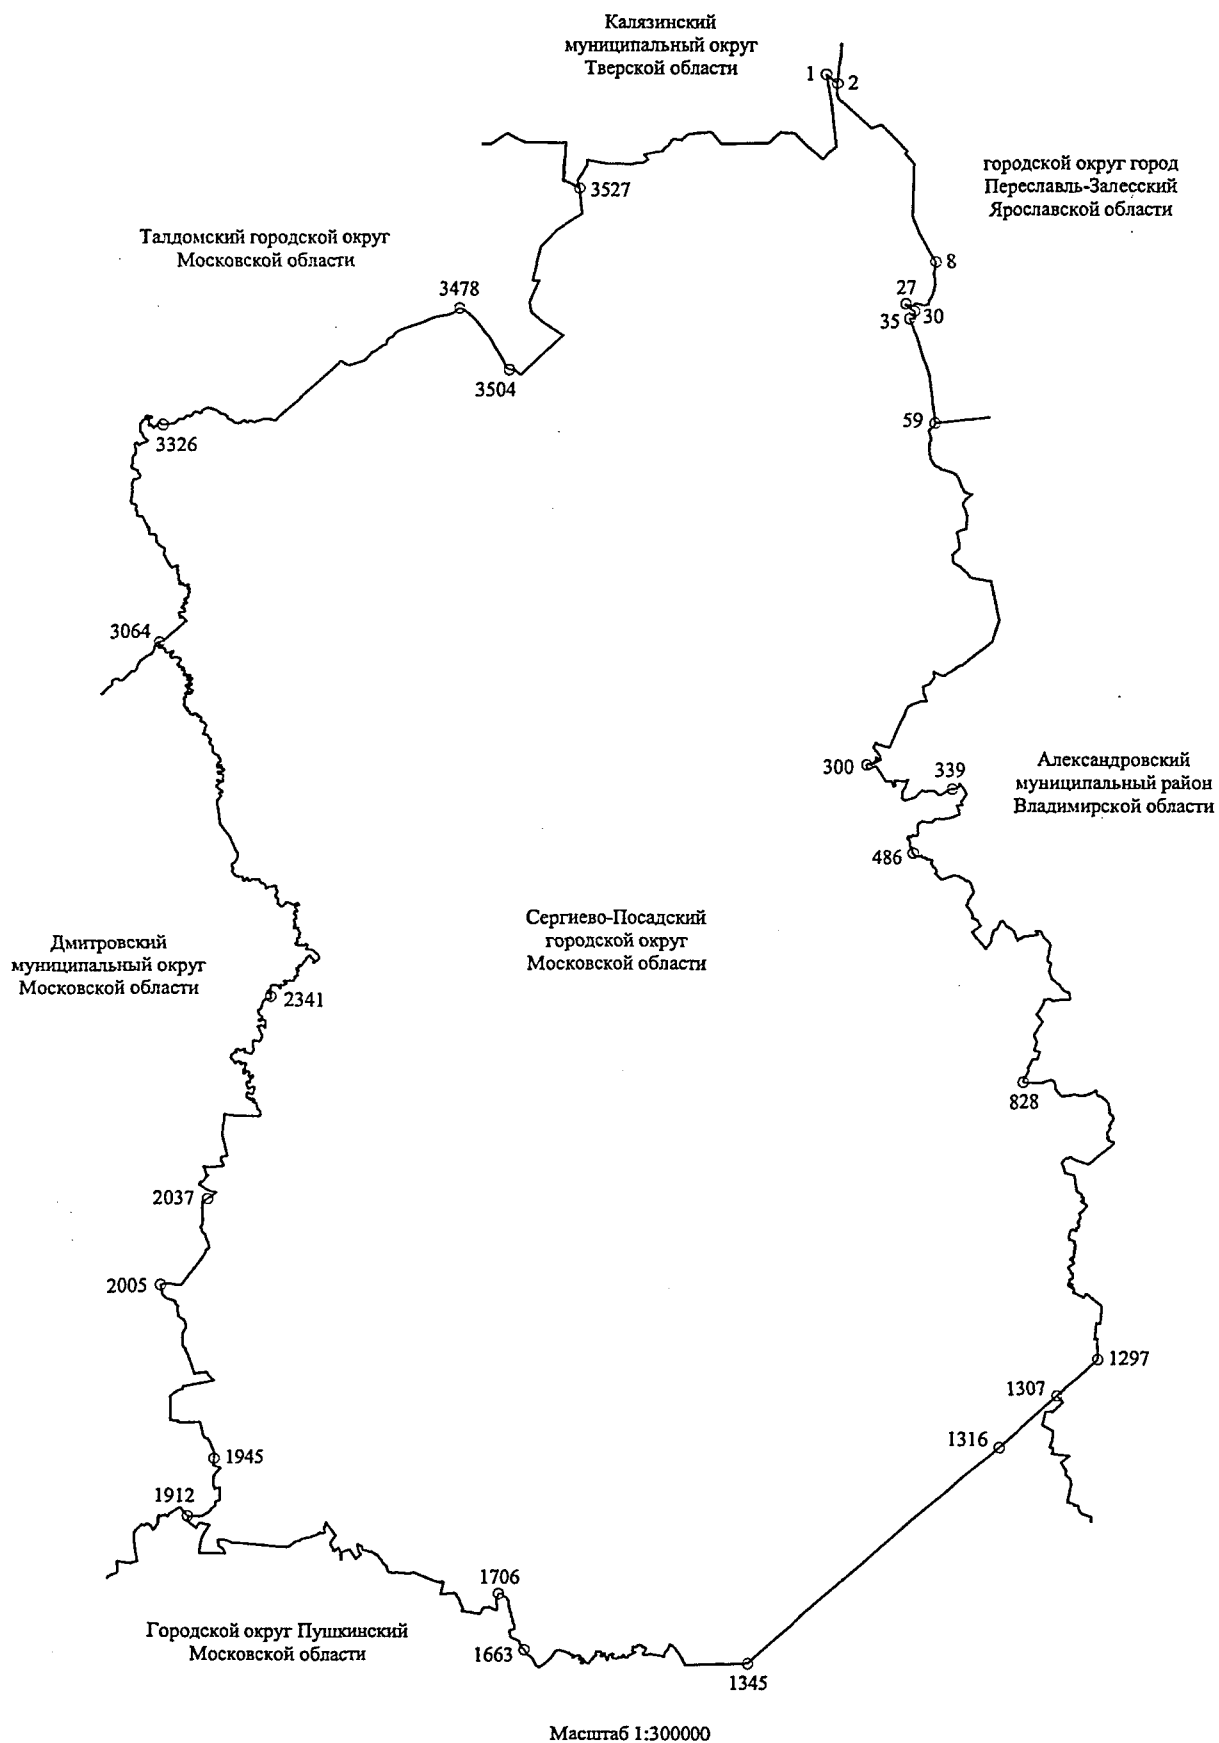 Калязинский
муниципальный округ
Тверской области
1
2
городской округ город
Переславль-Залесский
Ярославской области
3527
Талдомский городской округ
Московской области
8
3478
27
30
35
3504
59
3326
3064
300
339
Александровский
муниципальный район
Владимирской области
486
Сергиево-Посадский
городской округ
Московской области
Дмитровский
муниципальный округ
Московской области
2341
828
2037
2005
1297
1307
1316
1945
1912
1706
Городской округ Пушкинский
Московской области
1663
1345
Масштаб 1:300000